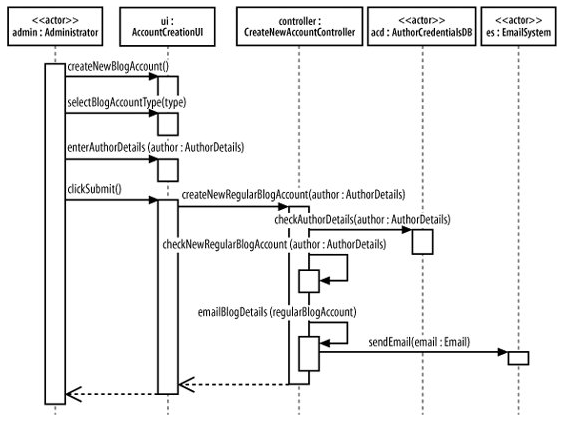 <<actor>>
admin : Administrator
ui :
AccountCreationUI
controller :
CreateNewAccountController
<<actor>>
acd : AuthorCredentialsDB
<<actor>>
es : EmailSystem
createNewBlogAccount()
selectBlogAccountType(type)
enterAuthorDetails (author : AuthorDetails)
clickSubmit()
createNewRegularBlogAccount(author : AuthorDetails)
checkAuthorDetails(author : AuthorDetails)
checkNewRegularBlogAccount (author : AuthorDetails)
emailBlogDetails (regularBlogAccount)
sendEmail(email : Email)